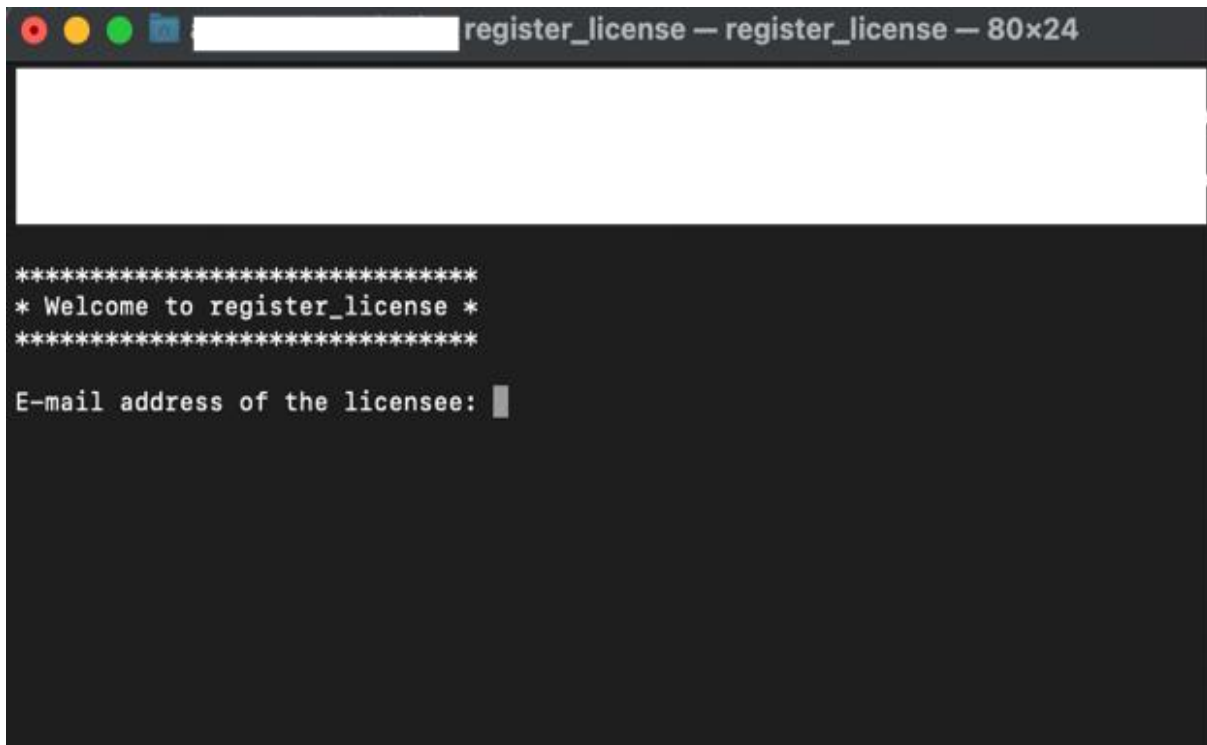 register_license — register_license — 80×24
*******************************
* Welcome to register_license *
*******************************
E-mail address of the licensee: